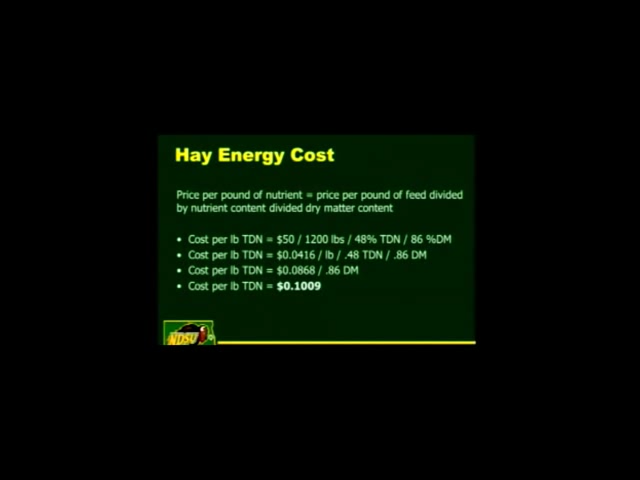 Hay Energy Cost
Price per pound of nutrient = price per pound of feed divided
by nutrient content divided dry matter content
• Cost per lb TDN = $50 / 1200 lbs / 48% TDN / 86 %DM
• Cost per lb TDN = $0.0416 / lb / .48 TDN / .86 DM
• Cost per lb TDN = $0.0868 / .86 DM
• Cost per lb TDN = $0.1009
NDSU